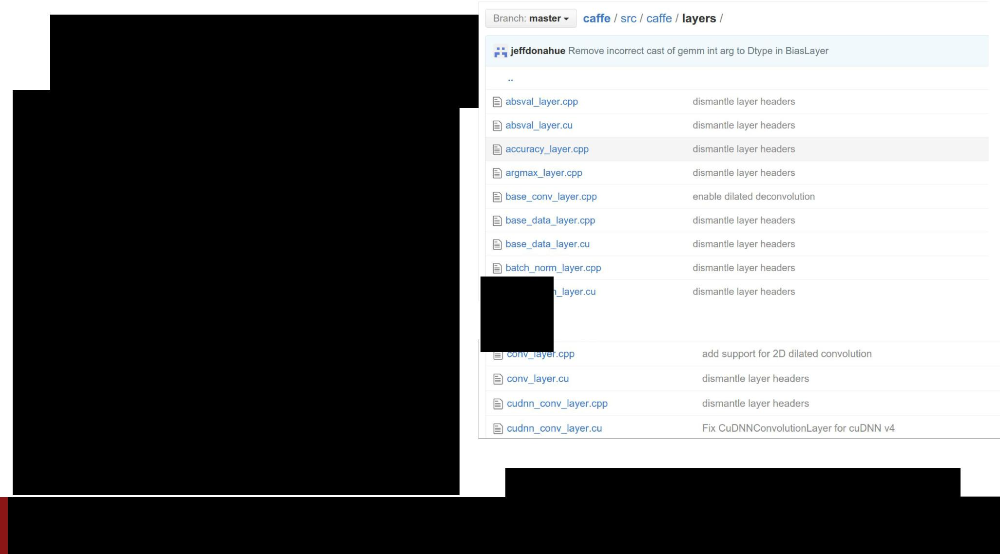 Branch: master caffe / src / caffe / layers /
jeffdonahue Remove incorrect cast of gemm int arg to Dtype in BiasLayer
..
absval_layer.cpp dismantle layer headers
absval_layer.cu dismantle layer headers
accuracy_layer.cpp dismantle layer headers
argmax_layer.cpp dismantle layer headers
base_conv_layer.cpp enable dilated deconvolution
base_data_layer.cpp dismantle layer headers
base_data_layer.cu dismantle layer headers
batch_norm_layer.cpp dismantle layer headers
_layer.cu dismantle layer headers
conv_layer.cpp add support for 2D dilated convolution
conv_layer.cu dismantle layer headers
cudnn_conv_layer.cpp dismantle layer headers
cudnn_conv_layer.cu Fix CuDNNConvolutionLayer for cuDNN v4